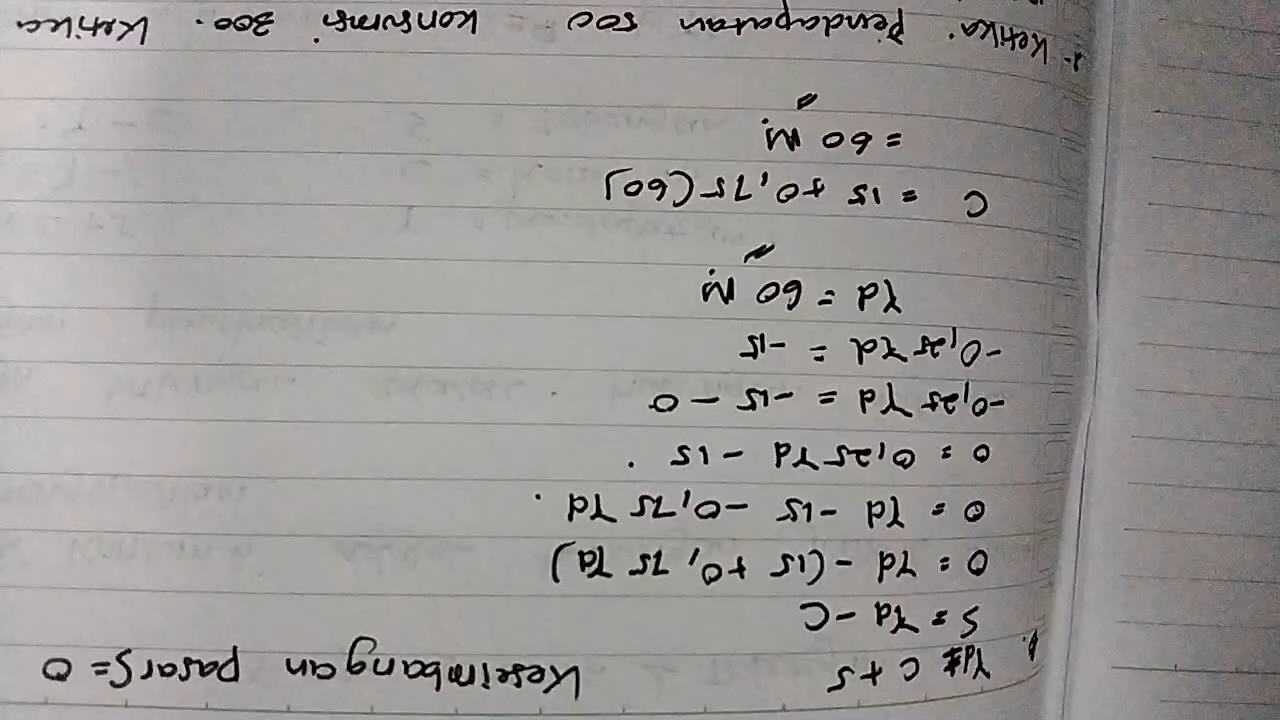 b. Yd = C + S Keseimbangan pasar S = 0
S = Yd - C
0 = Yd - (15 + 0,75 Yd)
0 = Yd - 15 - 0,75 Yd.
0 = 0,25 Yd - 15.
-0,25 Yd = -15 - 0
-0,25 Yd = -15
Yd = 60 M
C = 15 + 0,75 (60)
= 60 M
Ketika Pendapatan 500 konsumsi 300. Ketika